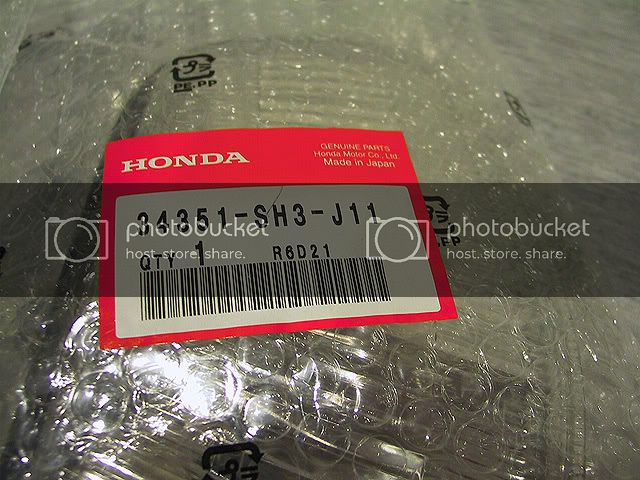 PE·PP
HONDA
GENUINE PARTS
Honda Motor Co., Ltd.
Made in Japan
34351-SH3-J11
QTY 1 R6D21
photobucket
host. store. share.
photobucket
host. store. share.